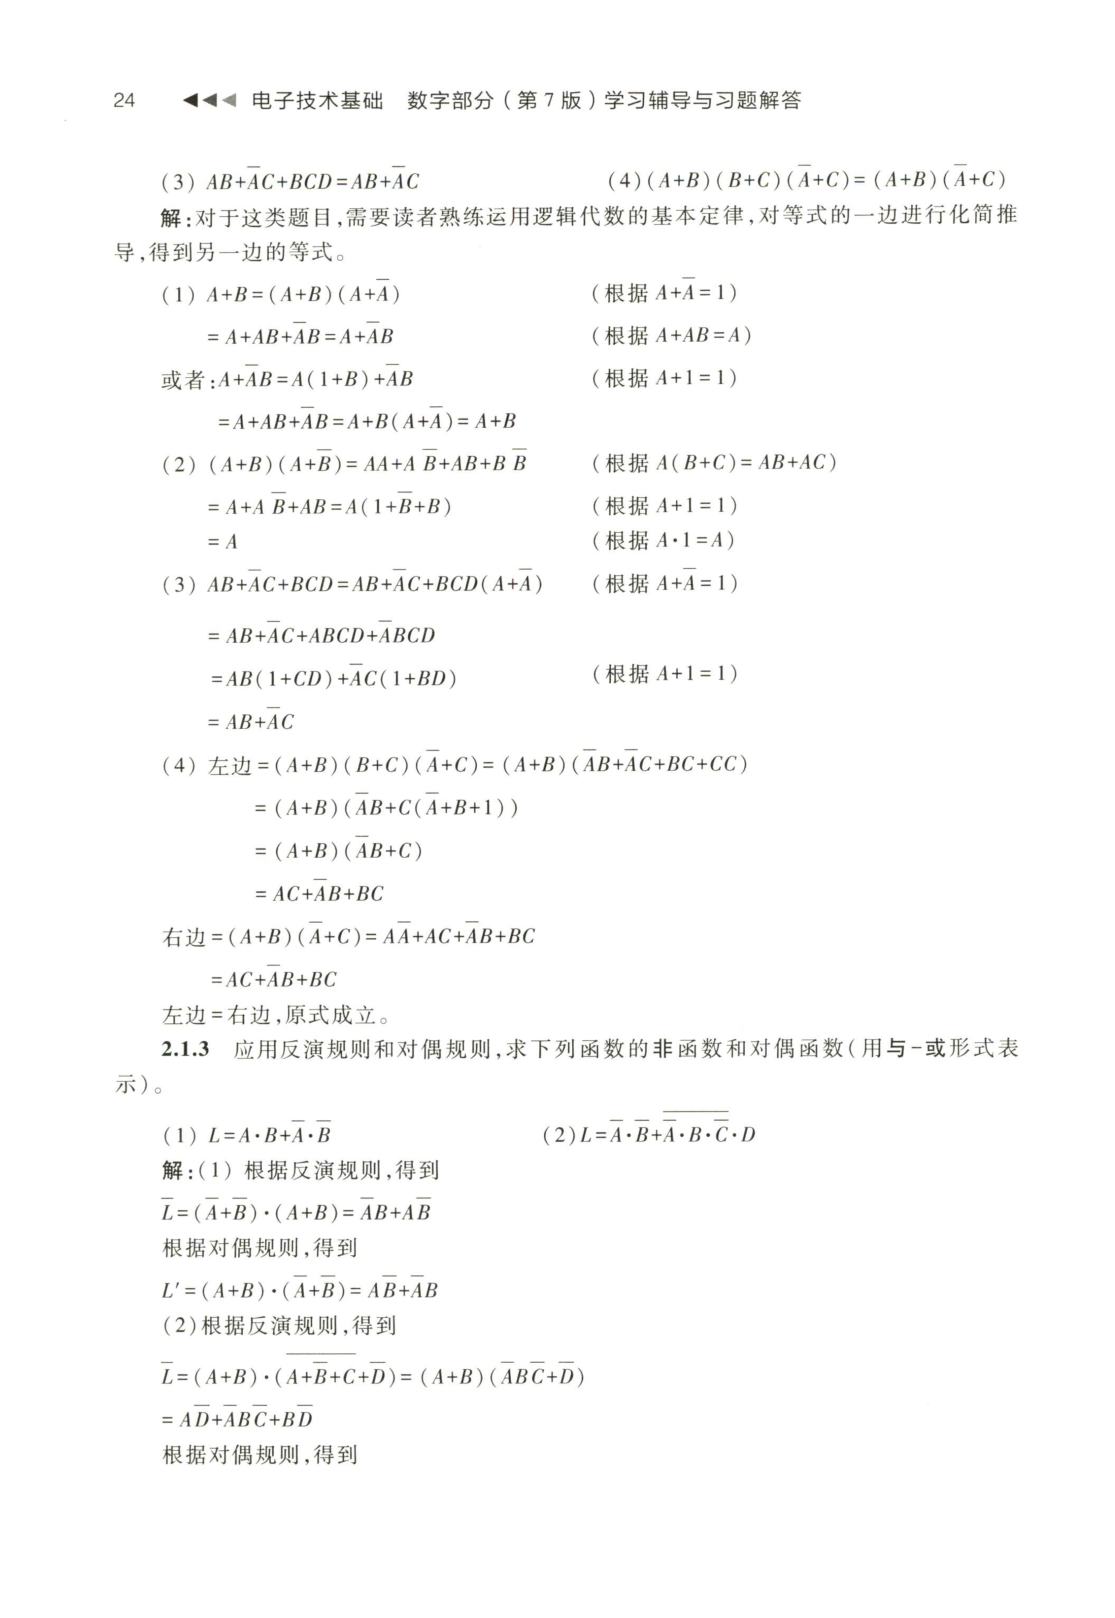 24 ◀◀◀ 电子技术基础 数字部分(第7版)学习辅导与习题解答
(3) AB+A̅C+BCD=AB+A̅C (4)(A+B)(B+C)(A̅+C)=(A+B)(A̅+C)
解:对于这类题目,需要读者熟练运用逻辑代数的基本定律,对等式的一边进行化简推
导,得到另一边的等式。
(1) A+B=(A+B)(A+A̅) (根据 A+A̅=1)
=A+AB+A̅B=A+A̅B (根据 A+AB=A)
或者:A+A̅B=A(1+B)+A̅B (根据 A+1=1)
=A+AB+A̅B=A+B(A+A̅)=A+B
(2) (A+B)(A+B̅)=AA+A B̅+AB+B B̅ (根据 A(B+C)=AB+AC)
=A+A B̅+AB=A(1+B̅+B) (根据 A+1=1)
=A (根据 A·1=A)
(3) AB+A̅C+BCD=AB+A̅C+BCD(A+A̅) (根据 A+A̅=1)
=AB+A̅C+ABCD+A̅BCD
=AB(1+CD)+A̅C(1+BD) (根据 A+1=1)
=AB+A̅C
(4) 左边=(A+B)(B+C)(A̅+C)=(A+B)(A̅B+A̅C+BC+CC)
=(A+B)(A̅B+C(A̅+B+1))
=(A+B)(A̅B+C)
=AC+A̅B+BC
右边=(A+B)(A̅+C)=AA̅+AC+A̅B+BC
=AC+A̅B+BC
左边=右边,原式成立。
2.1.3 应用反演规则和对偶规则,求下列函数的非函数和对偶函数(用与-或形式表
示)。
(1) L=A·B+A̅·B̅ (2)L=A̅·B̅+\overline{A̅·B·C̅}·D
解:(1) 根据反演规则,得到
L̅=(A̅+B̅)·(A+B)=A̅B+AB̅
根据对偶规则,得到
L′=(A+B)·(A̅+B̅)=AB̅+A̅B
(2)根据反演规则,得到
L̅=(A+B)·(\overline{A+B̅+C}+D̅)=(A+B)(A̅BC̅+D̅)
=AD̅+A̅BC̅+BD̅
根据对偶规则,得到